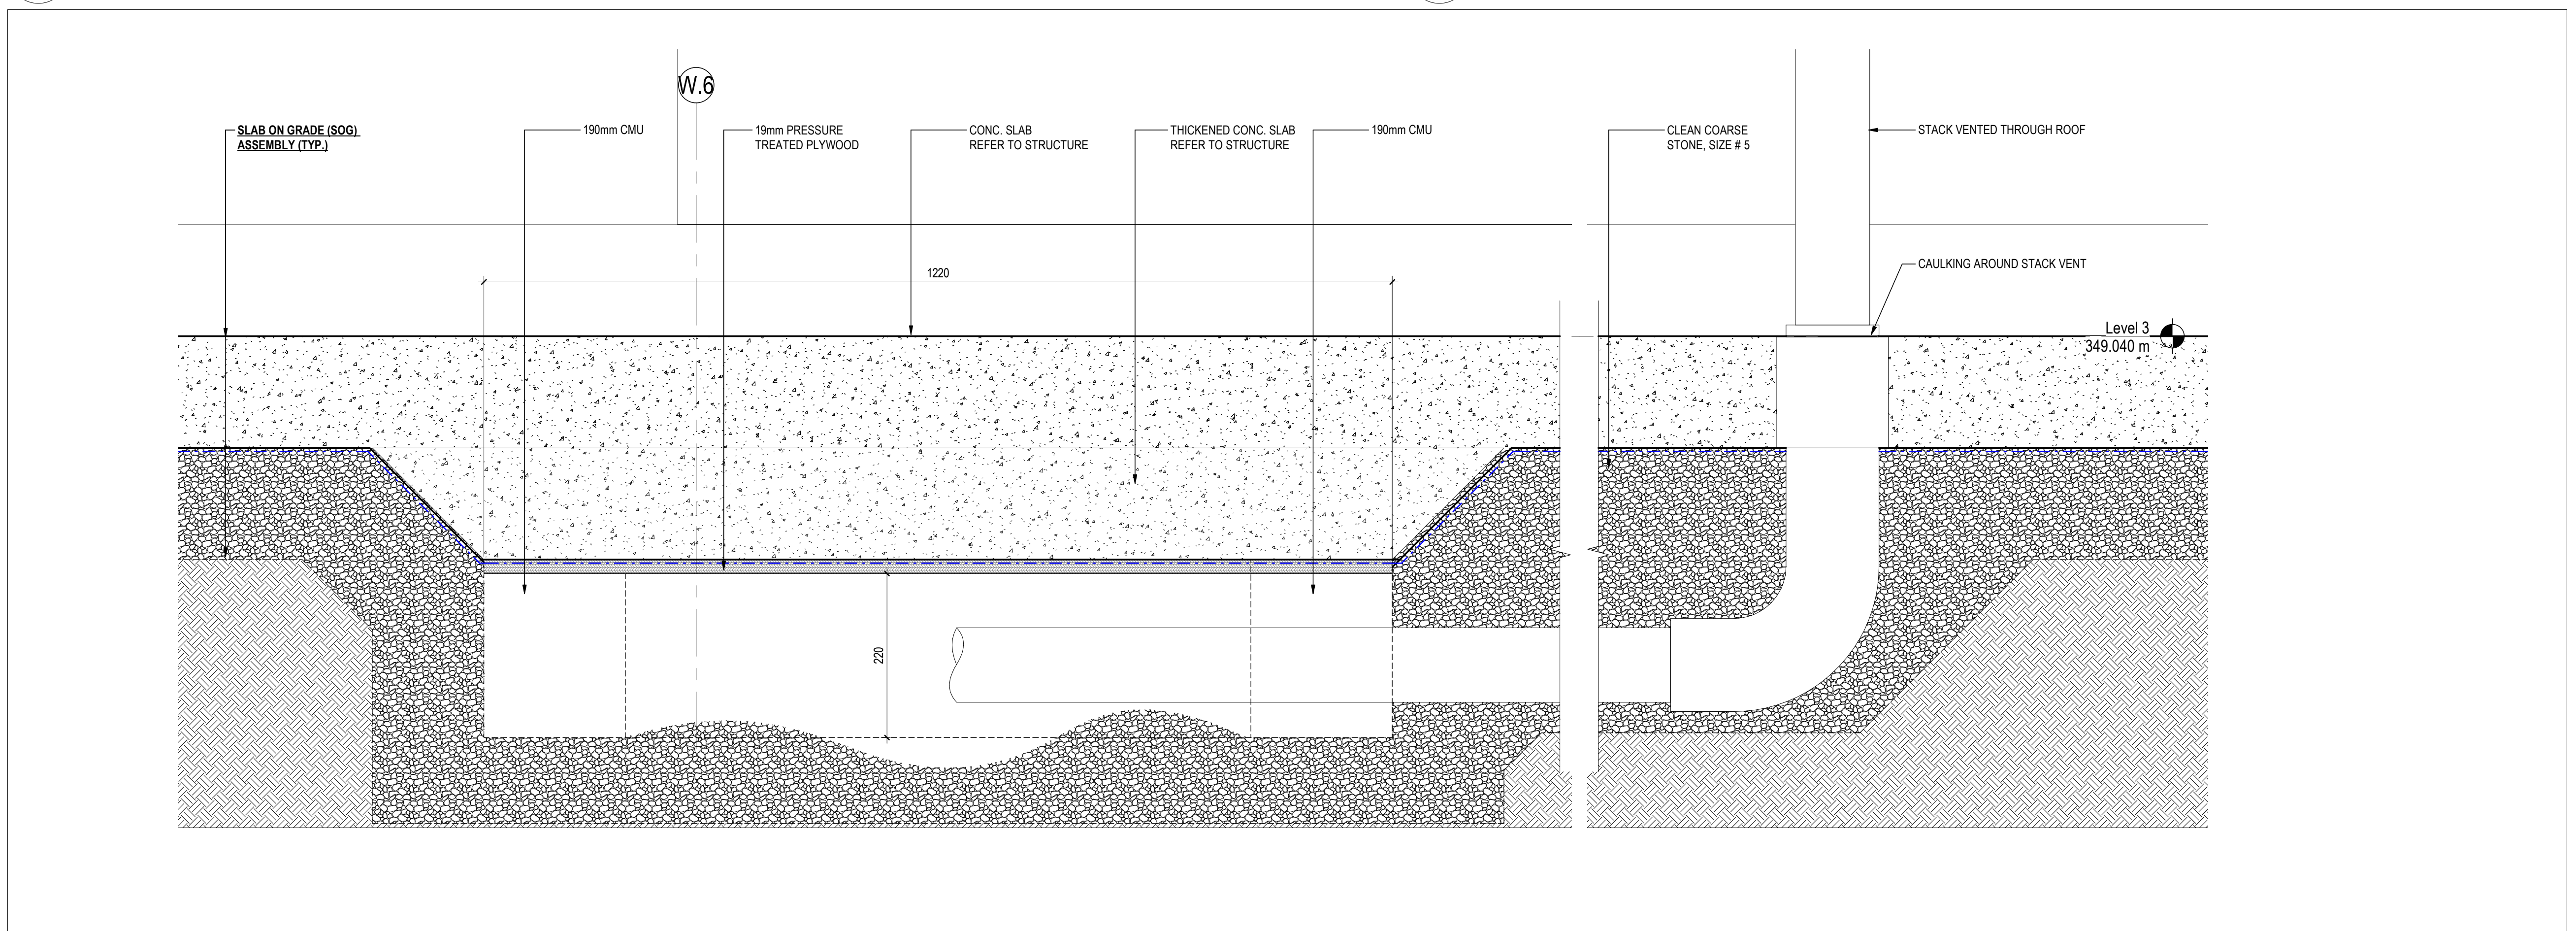 W.6
SLAB ON GRADE (SOG)
ASSEMBLY (TYP.)
190mm CMU
19mm PRESSURE
TREATED PLYWOOD
CONC. SLAB
REFER TO STRUCTURE
THICKENED CONC. SLAB
REFER TO STRUCTURE
190mm CMU
CLEAN COARSE
STONE, SIZE # 5
STACK VENTED THROUGH ROOF
CAULKING AROUND STACK VENT
1220
Level 3
349.040 m
220